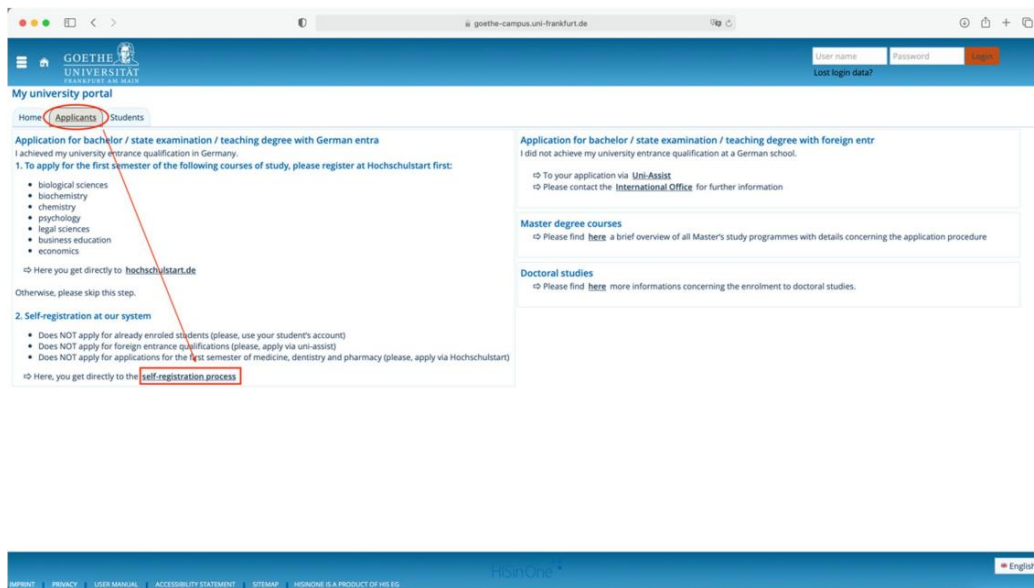 goethe-campus.uni-frankfurt.de
GOETHE
UNIVERSITÄT
FRANKFURT AM MAIN
User name
Password
Login
Lost login data?
My university portal
Home
Applicants
Students
Application for bachelor / state examination / teaching degree with German entra
I achieved my university entrance qualification in Germany.
1. To apply for the first semester of the following courses of study, please register at Hochschulstart first:
• biological sciences
• biochemistry
• chemistry
• psychology
• legal sciences
• business education
• economics
⇨ Here you get directly to hochschulstart.de
Otherwise, please skip this step.
2. Self-registration at our system
• Does NOT apply for already enroled students (please, use your student's account)
• Does NOT apply for foreign entrance qualifications (please, apply via uni-assist)
• Does NOT apply for applications for the first semester of medicine, dentistry and pharmacy (please, apply via Hochschulstart)
⇨ Here, you get directly to the self-registration process
Application for bachelor / state examination / teaching degree with foreign entr
I did not achieve my university entrance qualification at a German school.
⇨ To your application via Uni-Assist
⇨ Please contact the International Office for further information
Master degree courses
⇨ Please find here a brief overview of all Master's study programmes with details concerning the application procedure
Doctoral studies
⇨ Please find here more informations concerning the enrolment to doctoral studies.
HISinOne
English
IMPRINT | PRIVACY | USER MANUAL | ACCESSIBILITY STATEMENT | SITEMAP | HISINONE IS A PRODUCT OF HIS EG